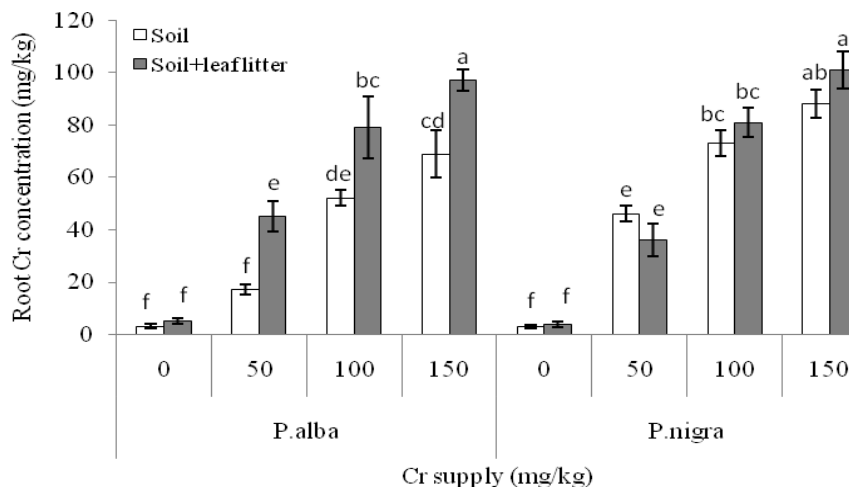 Root Cr concentration (mg/kg)
120
100
80
60
40
20
0
Soil
Soil+leaf litter
f f f e de bc cd a f f e e bc bc ab a
0 50 100 150 0 50 100 150
P.alba P.nigra
Cr supply (mg/kg)